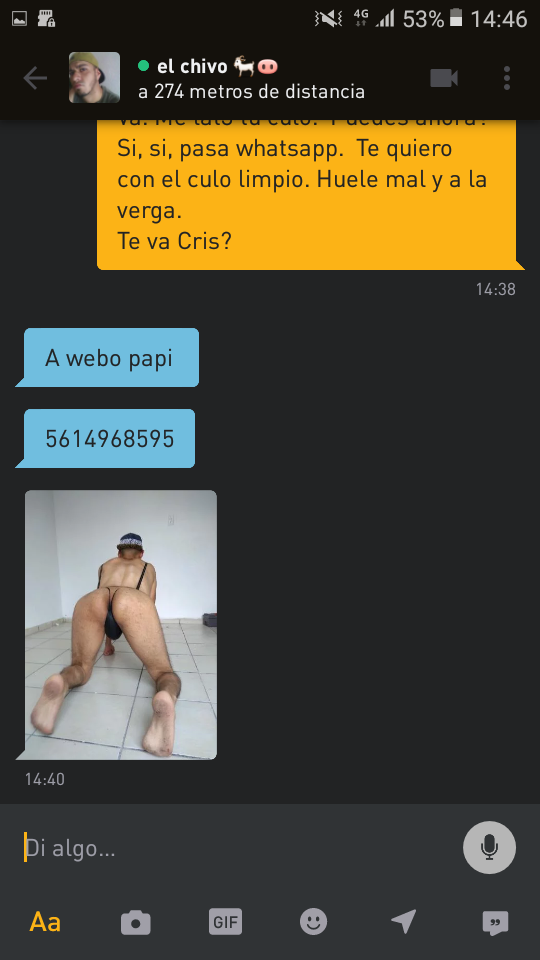 4G 53% 14:46
el chivo 🐐🐽
a 274 metros de distancia
Si, si, pasa whatsapp. Te quiero
con el culo limpio. Huele mal y a la
verga.
Te va Cris?
14:38
A webo papi
5614968595
14:40
Di algo...
Aa
GIF